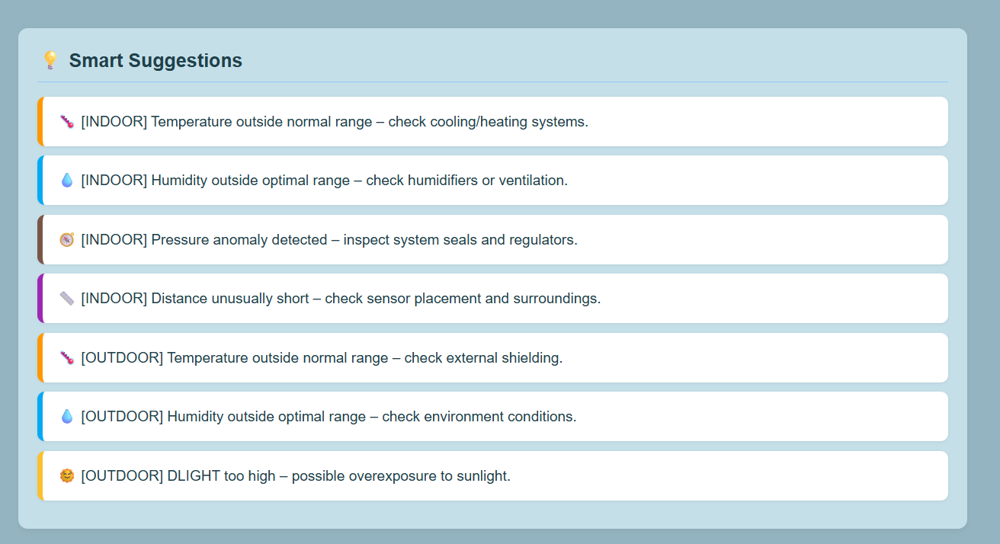 Smart Suggestions
[INDOOR] Temperature outside normal range – check cooling/heating systems.
[INDOOR] Humidity outside optimal range – check humidifiers or ventilation.
[INDOOR] Pressure anomaly detected – inspect system seals and regulators.
[INDOOR] Distance unusually short – check sensor placement and surroundings.
[OUTDOOR] Temperature outside normal range – check external shielding.
[OUTDOOR] Humidity outside optimal range – check environment conditions.
[OUTDOOR] DLIGHT too high – possible overexposure to sunlight.